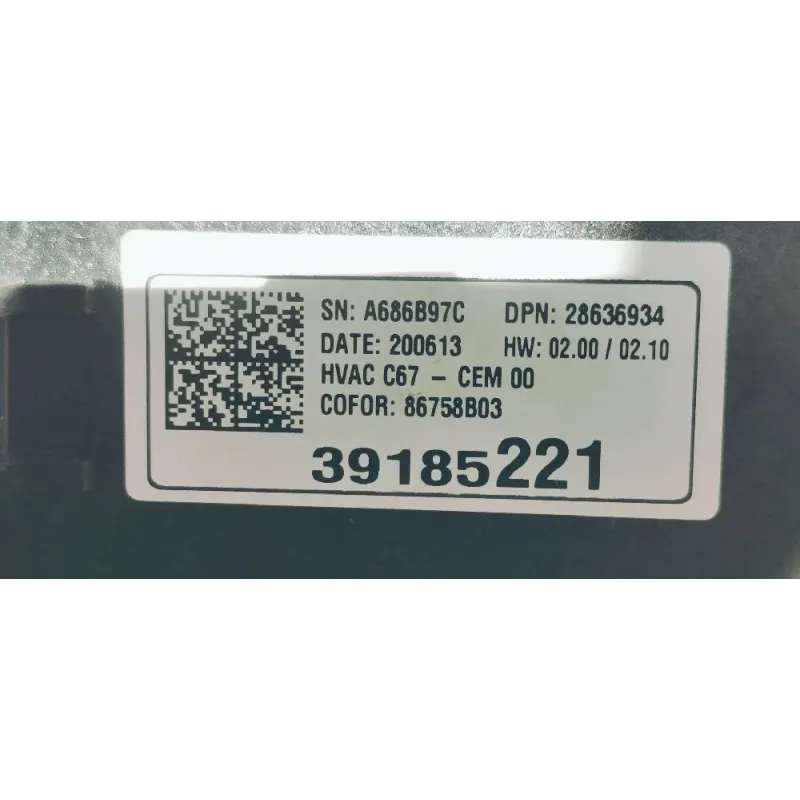 SN: A686B97C DPN: 28636934
DATE: 200613 HW: 02.00 / 02.10
HVAC C67 - CEM 00
COFOR: 86758B03
39185221